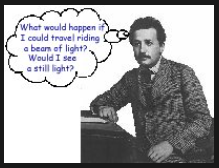 What would happen if
I could travel riding
a beam of light?
Would I see
a still light?